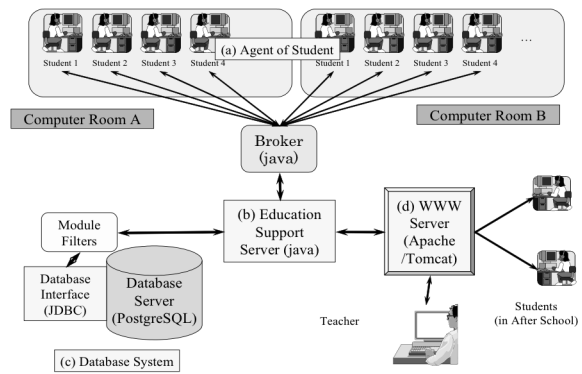 (a) Agent of Student
Student 1
Student 2
Student 3
Student 4
Student 1
Student 2
Student 3
Student 4
...
Computer Room A
Computer Room B
Broker
(java)
(b) Education
Support
Server (java)
(d) WWW
Server
(Apache
/Tomcat)
Module
Filters
Database
Interface
(JDBC)
Database
Server
(PostgreSQL)
(c) Database System
Teacher
Students
(in After School)